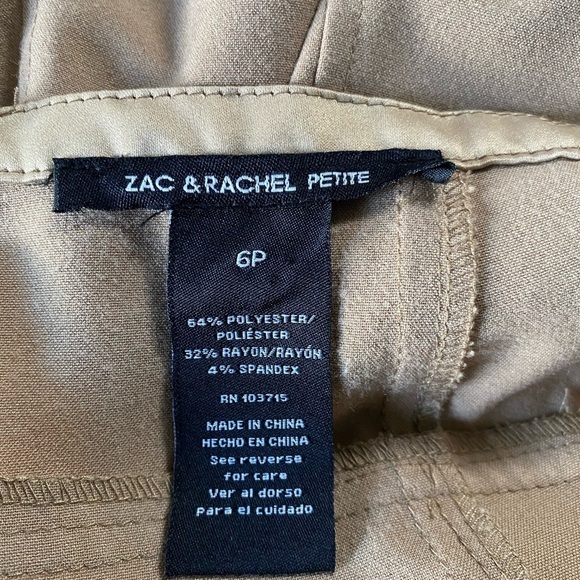 ZAC & RACHEL PETITE
6P
64% POLYESTER/
POLIÉSTER
32% RAYON/RAYÓN
4% SPANDEX
RN 103715
MADE IN CHINA
HECHO EN CHINA
See reverse
for care
Ver al dorso
Para el cuidado